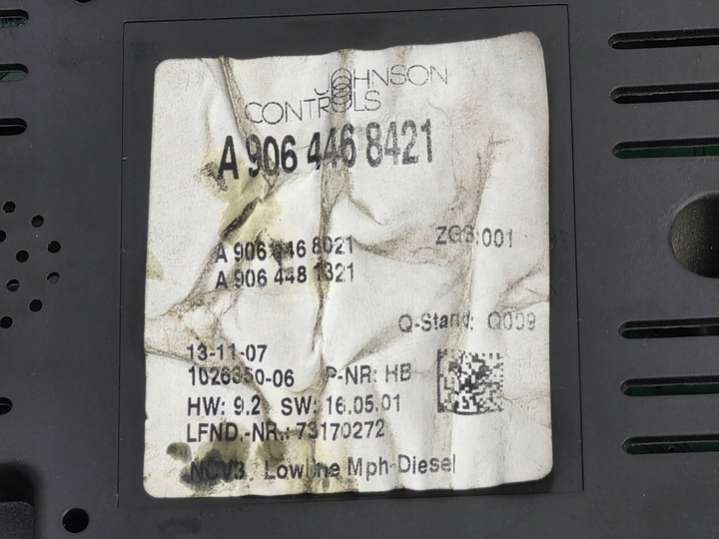 JOHNSON
CONTROLS
A 906 446 8421
A 906 446 8021
A 906 448 1321
ZGS:001
Q-Stand: Q009
13-11-07
1026350-06 P-NR: HB
HW: 9.2 SW: 16.05.01
LFND.-NR.: 73170272
NCV3 Lowline Mph-Diesel